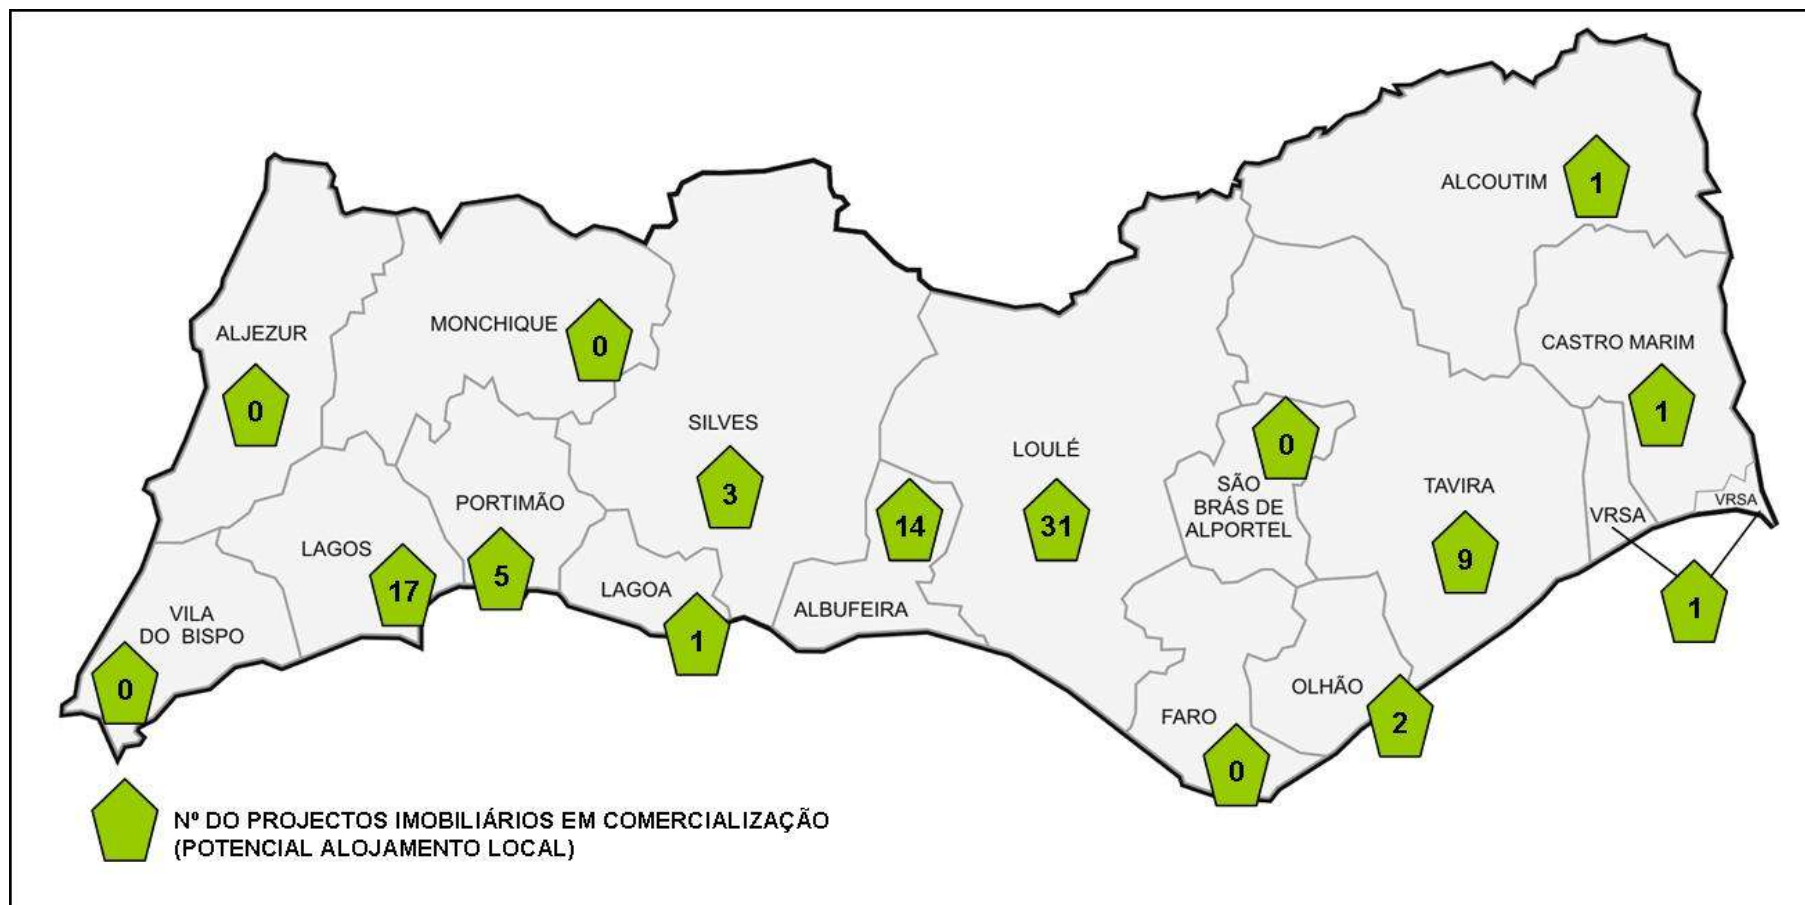 ALCOUTIM
1
ALJEZUR
0
MONCHIQUE
0
CASTRO MARIM
1
SILVES
3
LOULÉ
31
0
SÃO
BRÁS DE
ALPORTEL
TAVIRA
9
VRSA
VRSA
1
PORTIMÃO
5
LAGOS
17
14
ALBUFEIRA
LAGOA
1
VILA
DO BISPO
0
OLHÃO
2
FARO
0
Nº DO PROJECTOS IMOBILIÁRIOS EM COMERCIALIZAÇÃO
(POTENCIAL ALOJAMENTO LOCAL)